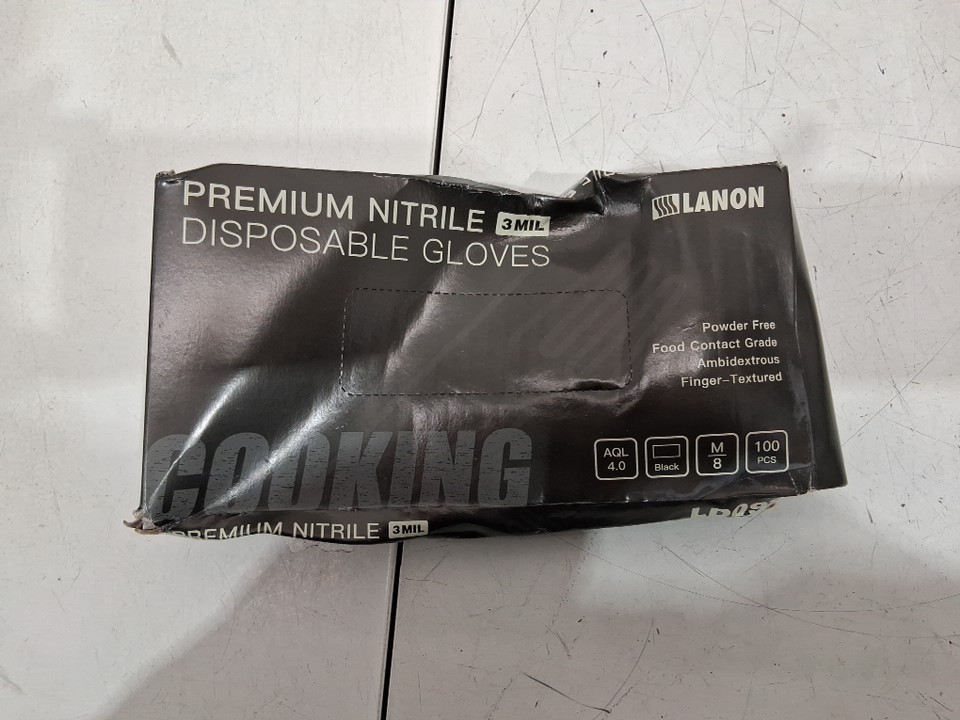 PREMIUM NITRILE 3MIL
DISPOSABLE GLOVES
LANON
Powder Free
Food Contact Grade
Ambidextrous
Finger-Textured
COOKING
AQL
4.0
Black
M
8
100
PCS
PREMIUM NITRILE 3MIL